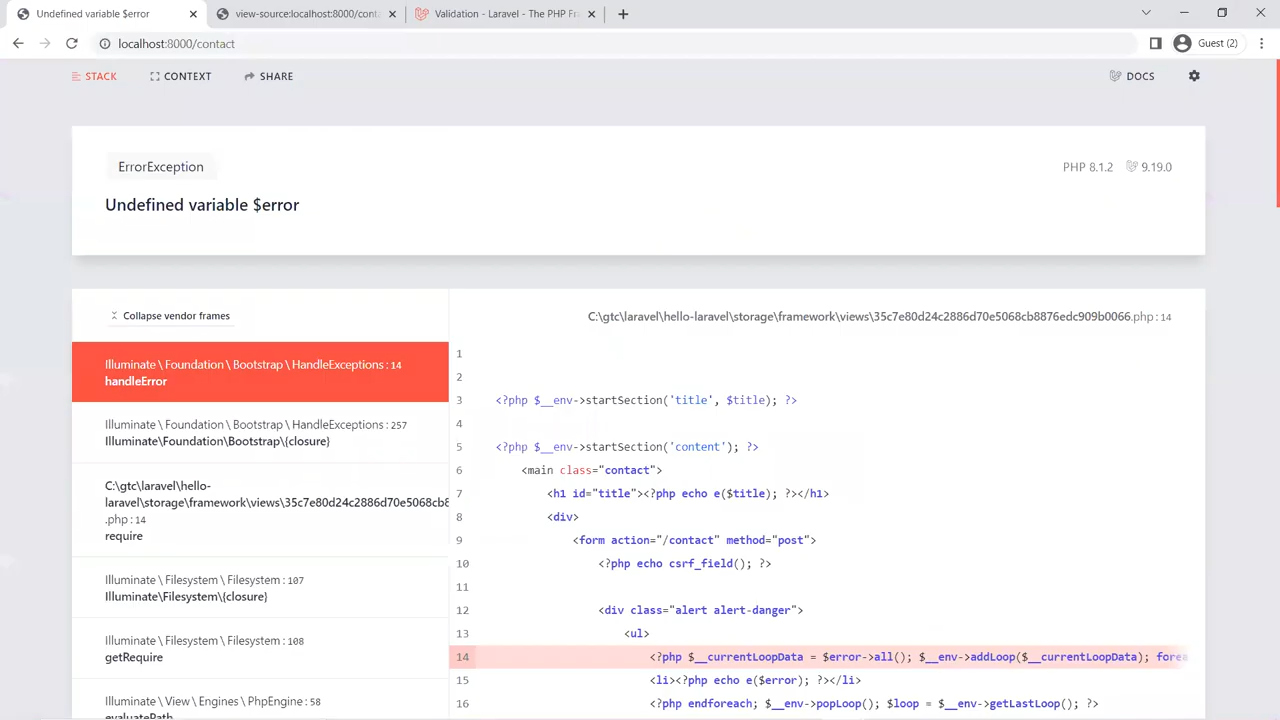 Undefined variable $error
view-source:localhost:8000/conta
Validation - Laravel - The PHP Fr
localhost:8000/contact
Guest (2)
STACK
CONTEXT
SHARE
DOCS
ErrorException
PHP 8.1.2
9.19.0
Undefined variable $error
Collapse vendor frames
C:\gtc\laravel\hello-laravel\storage\framework\views\35c7e80d24c2886d70e5068cb8876edc909b0066.php : 14
Illuminate \ Foundation \ Bootstrap \ HandleExceptions : 14
handleError
Illuminate \ Foundation \ Bootstrap \ HandleExceptions : 257
Illuminate\Foundation\Bootstrap\{closure}
C:\gtc\laravel\hello-
laravel\storage\framework\views\35c7e80d24c2886d70e5068cb8
.php : 14
require
Illuminate \ Filesystem \ Filesystem : 107
Illuminate\Filesystem\{closure}
Illuminate \ Filesystem \ Filesystem : 108
getRequire
Illuminate \ View \ Engines \ PhpEngine : 58
evaluatePath
1
2
3 <?php $__env->startSection('title', $title); ?>
4
5 <?php $__env->startSection('content'); ?>
6 <main class="contact">
7 <h1 id="title"><?php echo e($title); ?></h1>
8 <div>
9 <form action="/contact" method="post">
10 <?php echo csrf_field(); ?>
11
12 <div class="alert alert-danger">
13 <ul>
14 <?php $__currentLoopData = $error->all(); $__env->addLoop($__currentLoopData); forea
15 <li><?php echo e($error); ?></li>
16 <?php endforeach; $__env->popLoop(); $loop = $__env->getLastLoop(); ?>